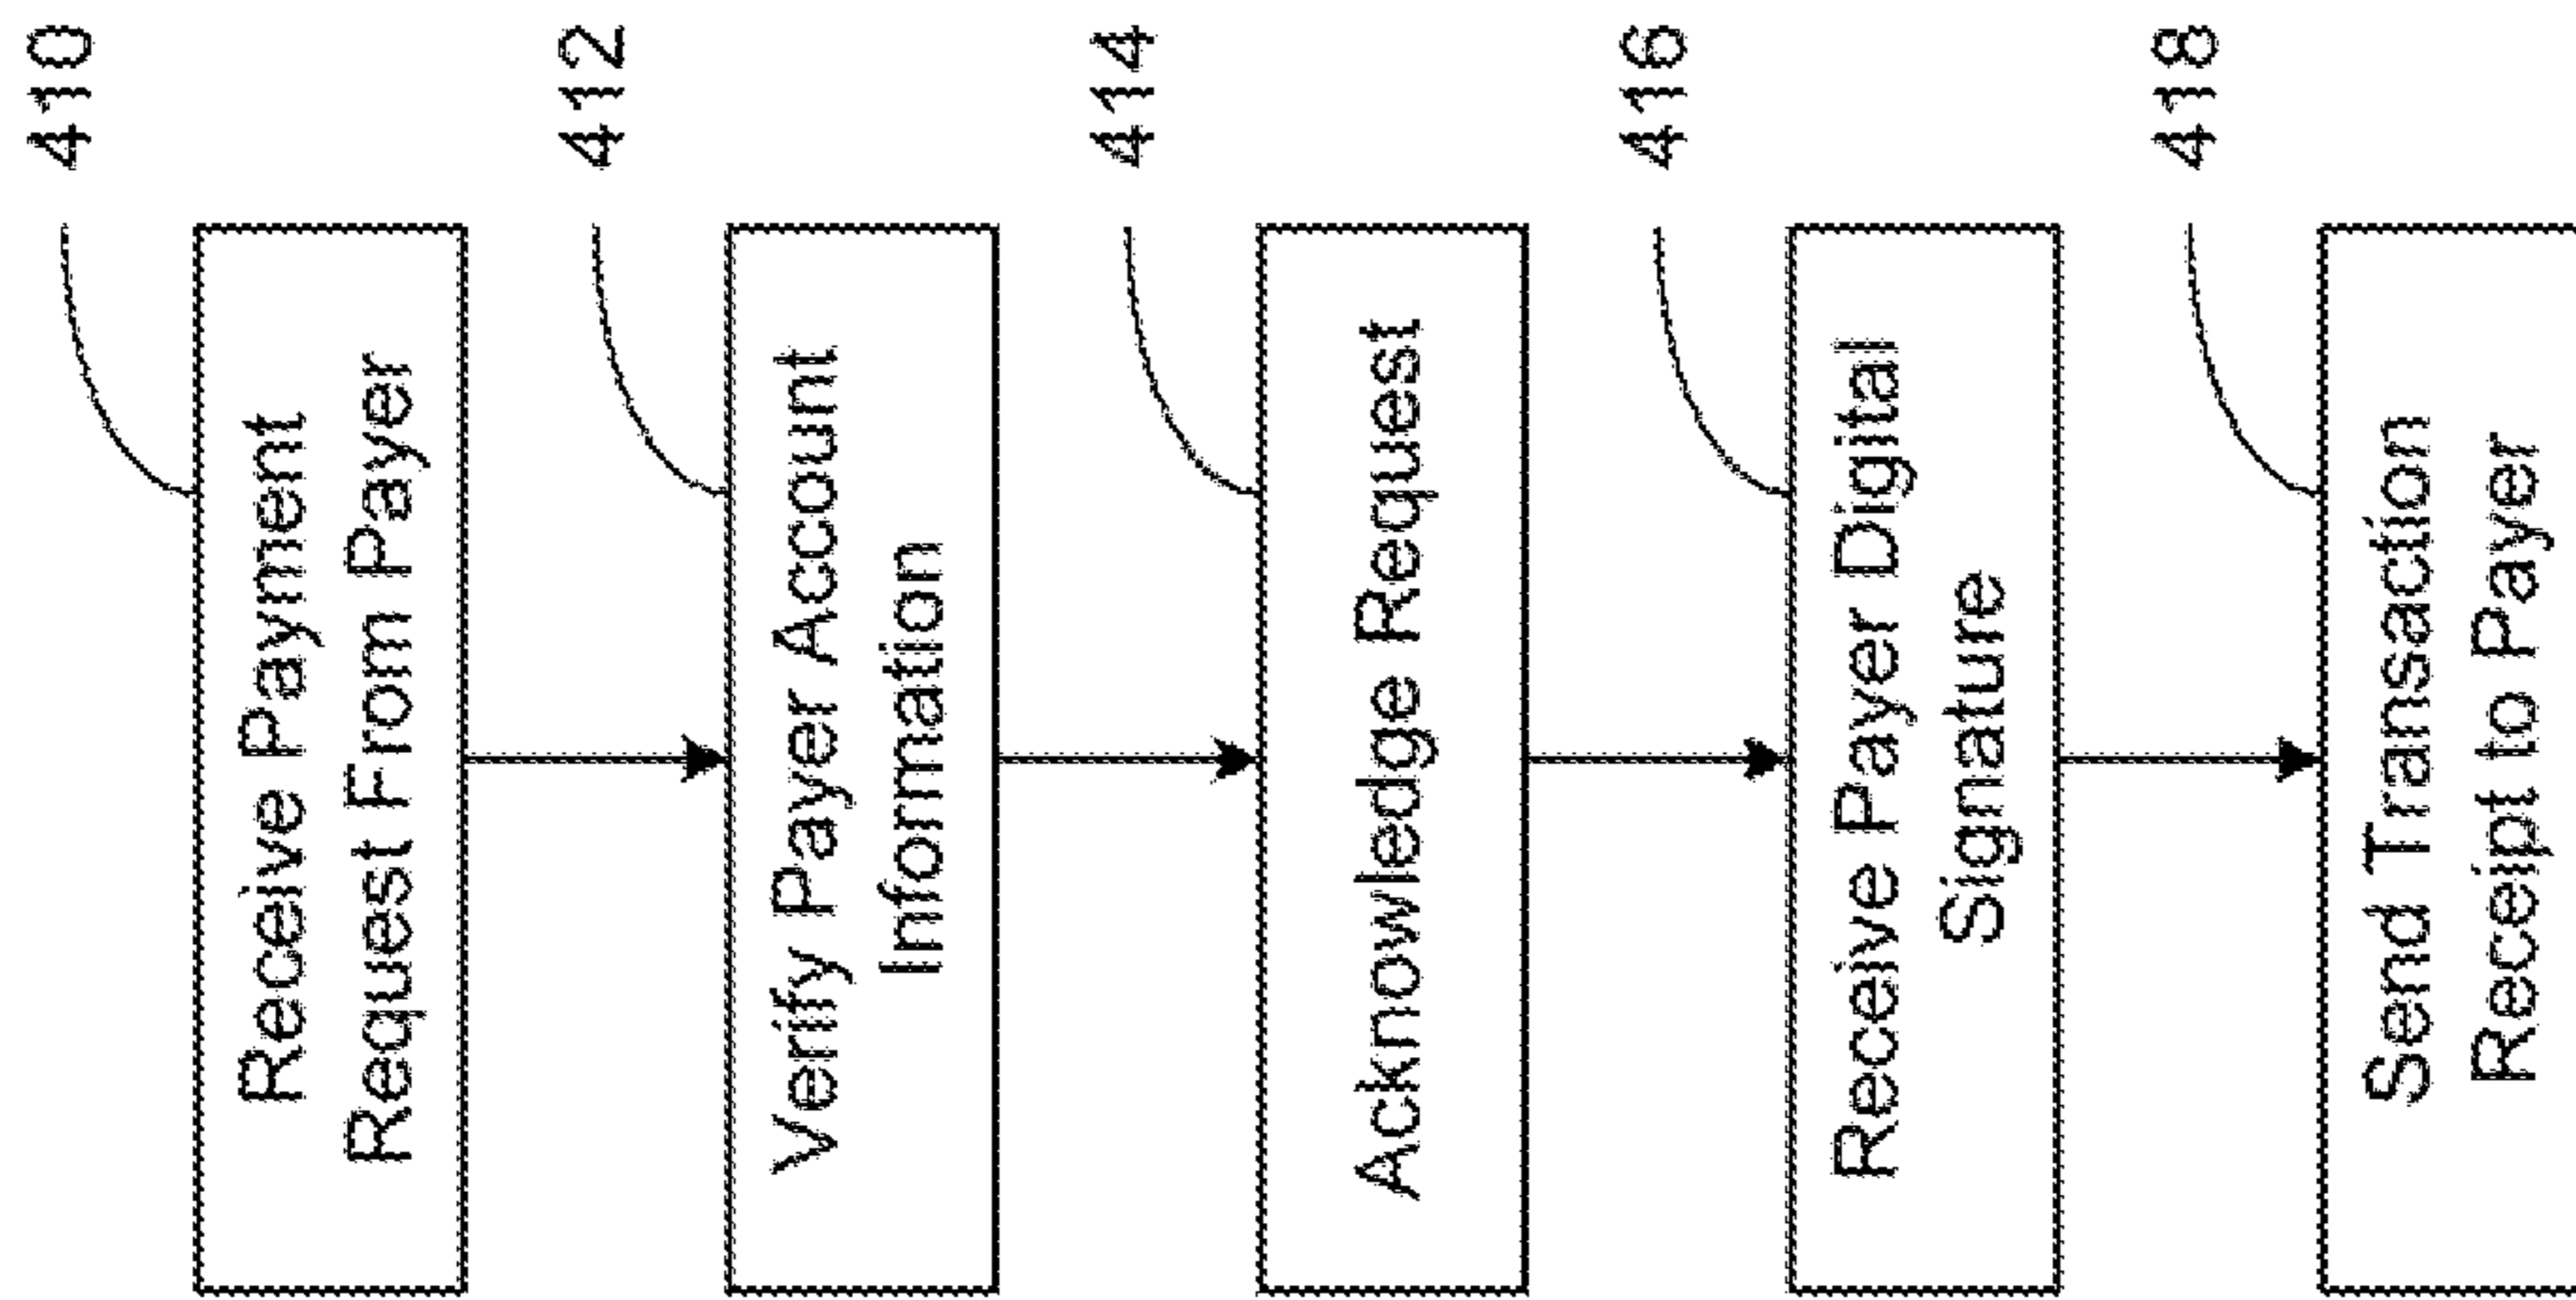 410
Receive Payment
Request From Payer
412
Verify Payer Account
Information
414
Acknowledge Request
416
Receive Payer Digital
Signature
418
Send Transaction
Receipt to Payer